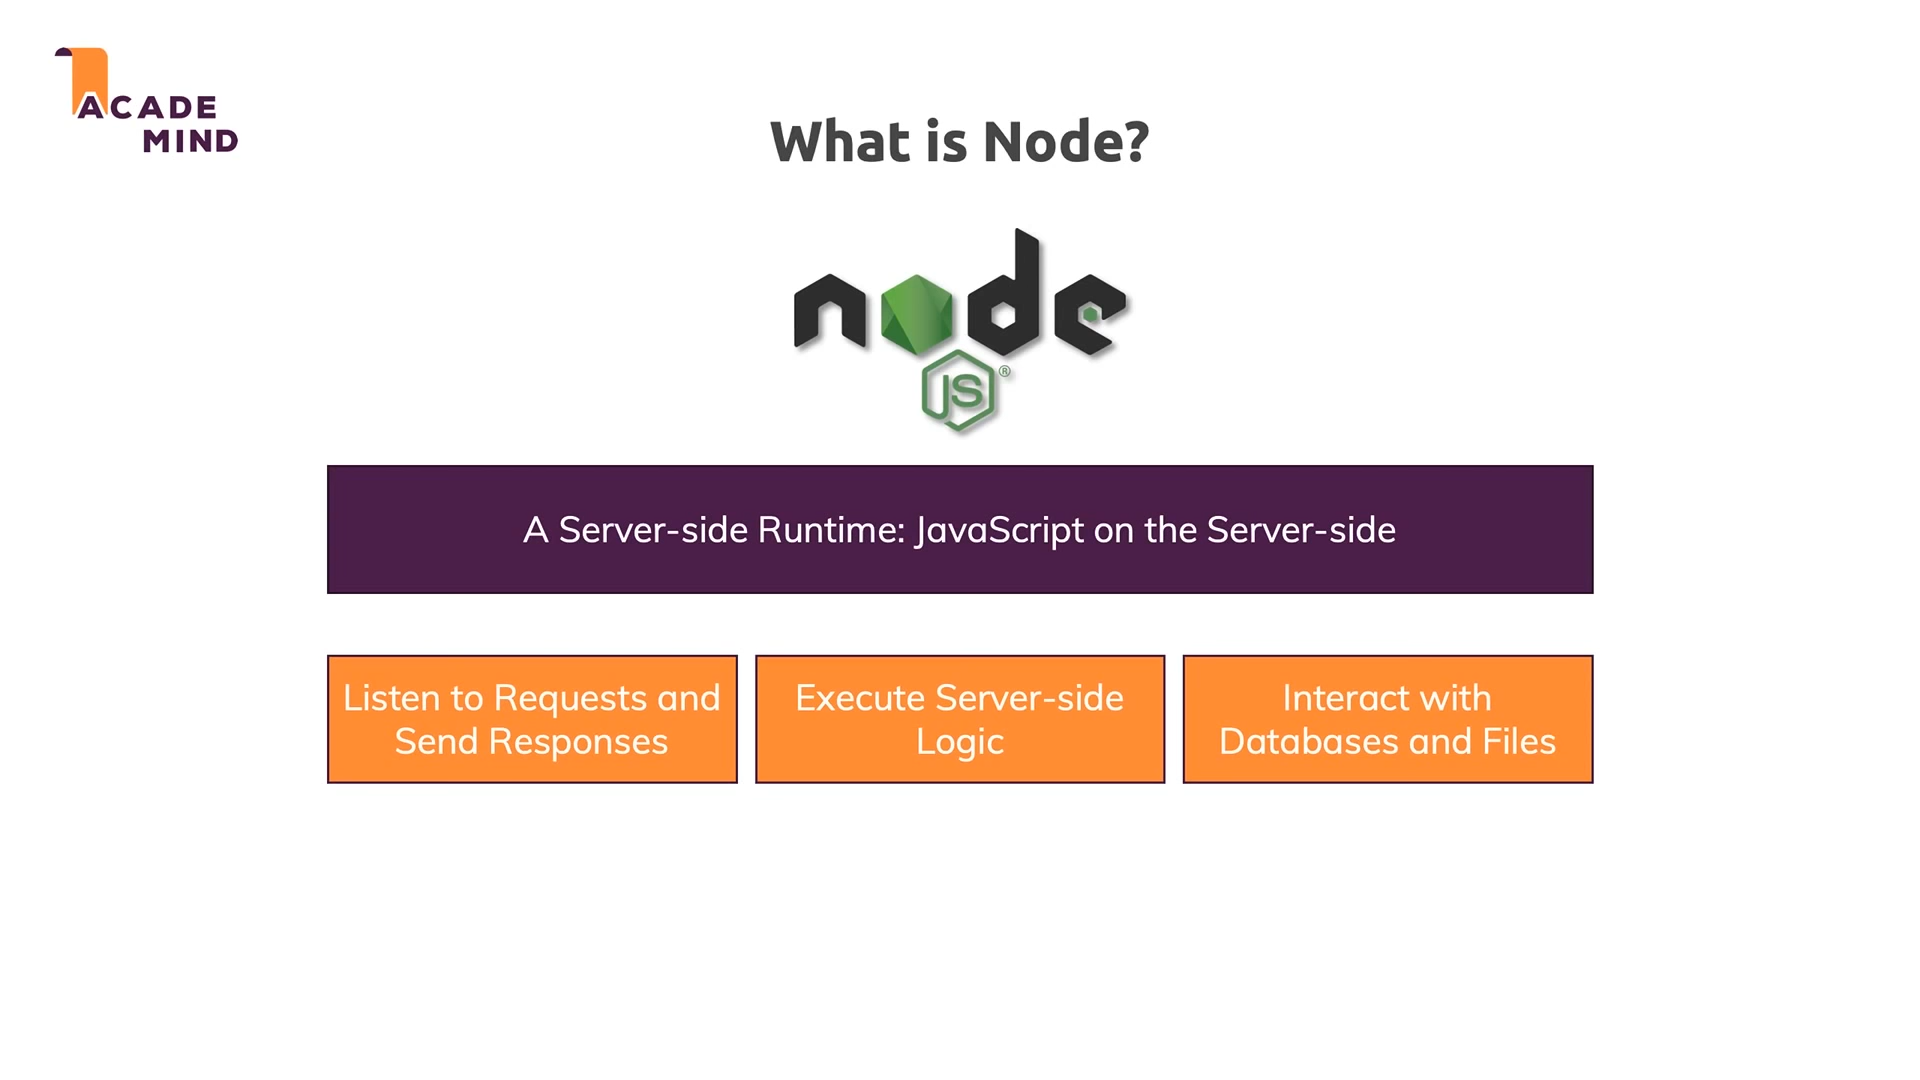 ACADE
MIND
What is Node?
node
JS®
A Server-side Runtime: JavaScript on the Server-side
Listen to Requests and
Send Responses
Execute Server-side
Logic
Interact with
Databases and Files